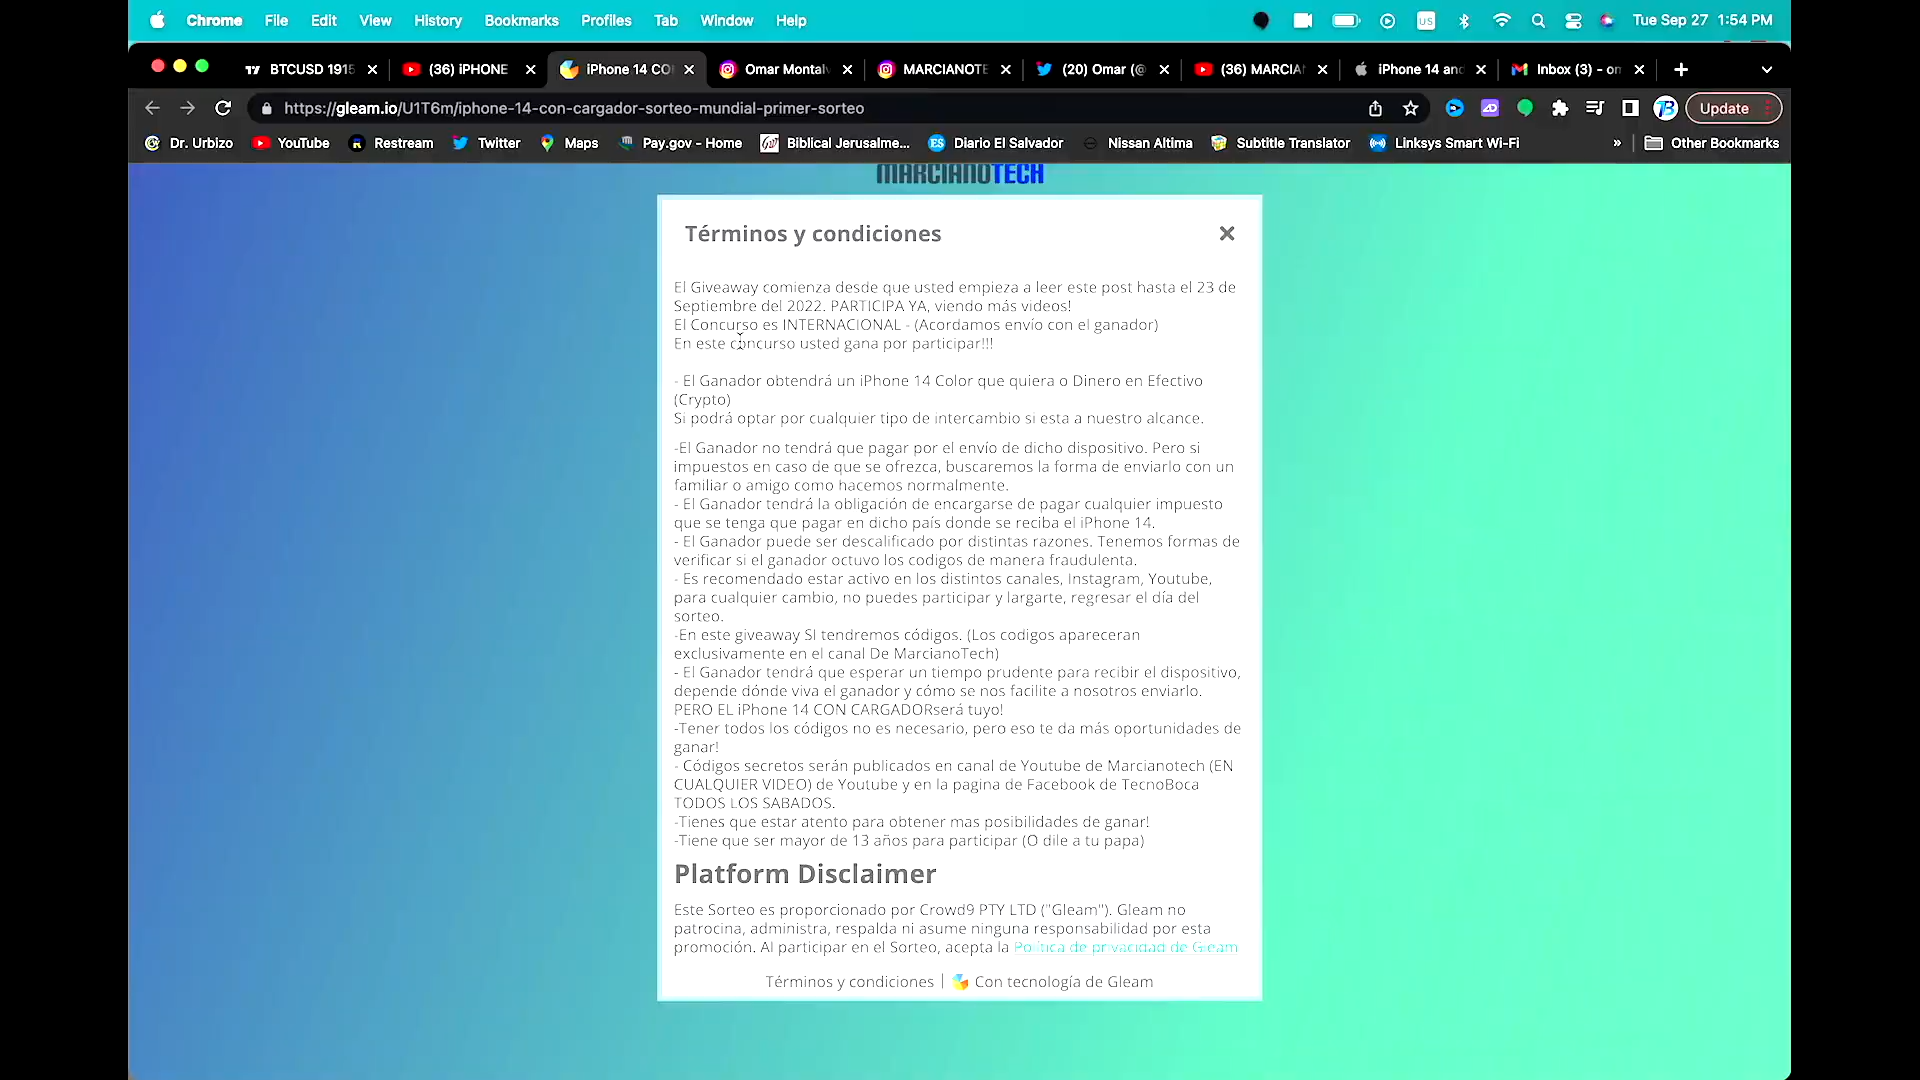 Chrome File Edit View History Bookmarks Profiles Tab Window Help US Tue Sep 27 1:54 PM
BTCUSD 1915 (36) iPHONE iPhone 14 CO Omar Montal MARCIANOTE (20) Omar (@ (36) MARCIA iPhone 14 and Inbox (3) - on
https://gleam.io/U1T6m/iphone-14-con-cargador-sorteo-mundial-primer-sorteo Update
Dr. Urbizo YouTube Restream Twitter Maps Pay.gov - Home Biblical Jerusalme... Diario El Salvador Nissan Altima Subtitle Translator Linksys Smart Wi-Fi » Other Bookmarks
MARCIANOTECH
Términos y condiciones
El Giveaway comienza desde que usted empieza a leer este post hasta el 23 de
Septiembre del 2022. PARTICIPA YA, viendo más videos!
El Concurso es INTERNACIONAL - (Acordamos envío con el ganador)
En este concurso usted gana por participar!!!
- El Ganador obtendrá un iPhone 14 Color que quiera o Dinero en Efectivo
(Crypto)
Si podrá optar por cualquier tipo de intercambio si esta a nuestro alcance.
-El Ganador no tendrá que pagar por el envío de dicho dispositivo. Pero si
impuestos en caso de que se ofrezca, buscaremos la forma de enviarlo con un
familiar o amigo como hacemos normalmente.
- El Ganador tendrá la obligación de encargarse de pagar cualquier impuesto
que se tenga que pagar en dicho país donde se reciba el iPhone 14.
- El Ganador puede ser descalificado por distintas razones. Tenemos formas de
verificar si el ganador octuvo los codigos de manera fraudulenta.
- Es recomendado estar activo en los distintos canales, Instagram, Youtube,
para cualquier cambio, no puedes participar y largarte, regresar el día del
sorteo.
-En este giveaway SI tendremos códigos. (Los codigos apareceran
exclusivamente en el canal De MarcianoTech)
- El Ganador tendrá que esperar un tiempo prudente para recibir el dispositivo,
depende dónde viva el ganador y cómo se nos facilite a nosotros enviarlo.
PERO EL iPhone 14 CON CARGADORserá tuyo!
-Tener todos los códigos no es necesario, pero eso te da más oportunidades de
ganar!
- Códigos secretos serán publicados en canal de Youtube de Marcianotech (EN
CUALQUIER VIDEO) de Youtube y en la pagina de Facebook de TecnoBoca
TODOS LOS SABADOS.
-Tienes que estar atento para obtener mas posibilidades de ganar!
-Tiene que ser mayor de 13 años para participar (O dile a tu papa)
Platform Disclaimer
Este Sorteo es proporcionado por Crowd9 PTY LTD ("Gleam"). Gleam no
patrocina, administra, respalda ni asume ninguna responsabilidad por esta
promoción. Al participar en el Sorteo, acepta la Política de privacidad de Gleam
Términos y condiciones | Con tecnología de Gleam